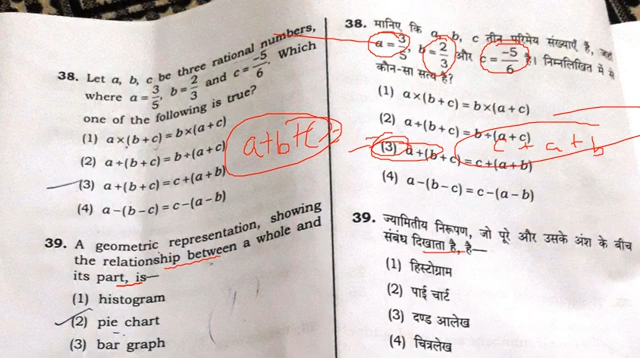 38. Let a, b, c be three rational numbers,
where a = 3/5, b = 2/3 and c = -5/6. Which
one of the following is true?
(1) a×(b+c)=b×(a+c)
(2) a÷(b+c)=b÷(a+c)
(3) a+(b+c)=c+(a+b)
(4) a-(b-c)=c-(a-b)
39. A geometric representation, showing
the relationship between a whole and
its part, is—
(1) histogram
(2) pie chart
(3) bar graph
a+b+c
38. मानिए कि a, b, c तीन परिमेय संख्याएँ हैं,
a = 3/5, b = 2/3 और c = -5/6 है। निम्नलिखित में से
कौन-सा सत्य है?
(1) a×(b+c)=b×(a+c)
(2) a÷(b+c)=b÷(a+c)
(3) a+(b+c)=c+(a+b)
(4) a-(b-c)=c-(a-b)
c + a + b
39. ज्यामितीय निरूपण, जो पूरे और उसके अंश के बीच
संबंध दिखाता है, है—
(1) हिस्टोग्राम
(2) पाई चार्ट
(3) दण्ड आलेख
(4) चित्रलेख